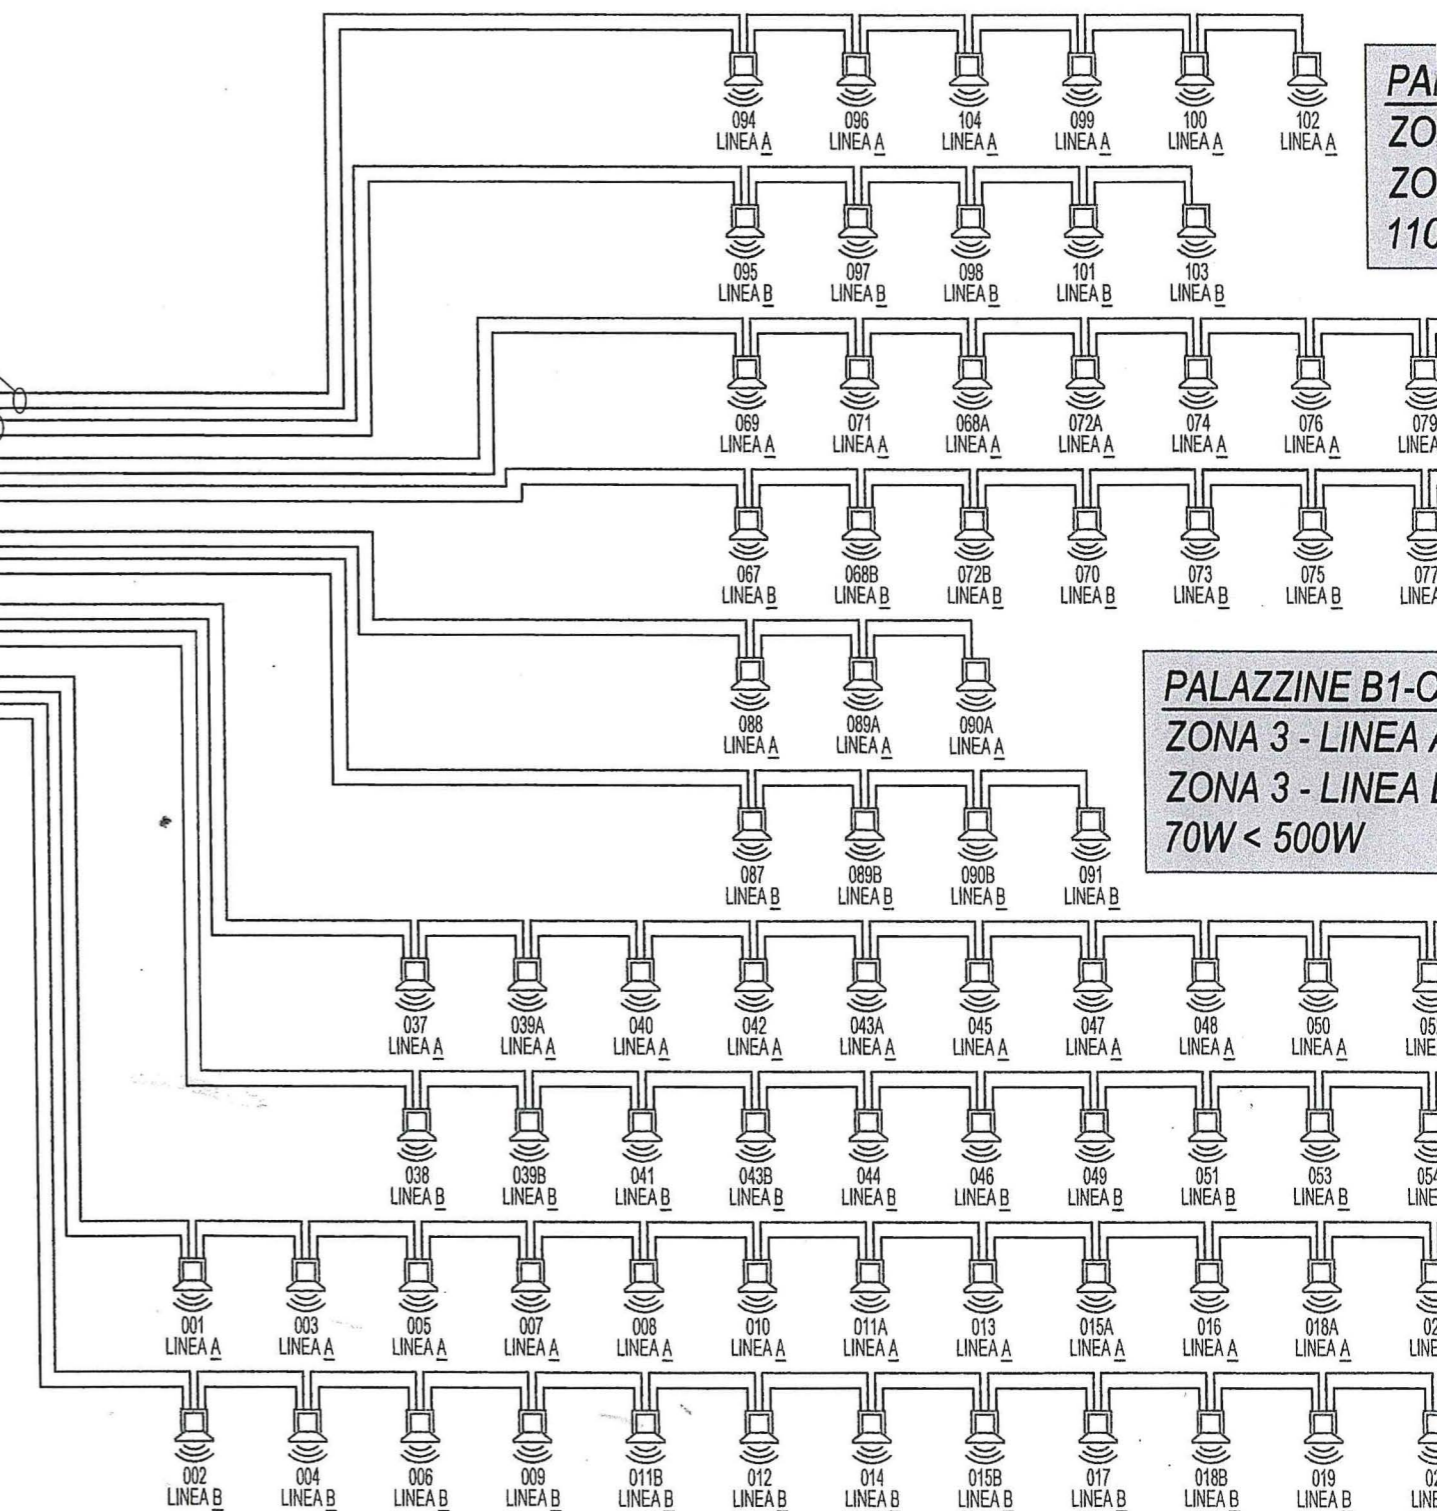 094 096 104 099 100 102
LINEA A LINEA A LINEA A LINEA A LINEA A LINEA A
110
095 097 098 101 103
LINEA B LINEA B LINEA B LINEA B LINEA B
069 071 068A 072A 074 076 079
LINEA A LINEA A LINEA A LINEA A LINEA A LINEA A LINEA
067 068B 072B 070 073 075 077
LINEA B LINEA B LINEA B LINEA B LINEA B LINEA B LINEA
PALAZZINE B1-C
ZONA 3 - LINEA A
ZONA 3 - LINEA B
70W < 500W
088 089A 090A
LINEA A LINEA A LINEA A
087 089B 090B 091
LINEA B LINEA B LINEA B LINEA B
037 039A 040 042 043A 045 047 048 050
LINEA A LINEA A LINEA A LINEA A LINEA A LINEA A LINEA A LINEA A LINEA A
038 039B 041 043B 044 046 049 051 053 054
LINEA B LINEA B LINEA B LINEA B LINEA B LINEA B LINEA B LINEA B LINEA B
001 003 005 007 008 010 011A 013 015A 016 018A
LINEA A LINEA A LINEA A LINEA A LINEA A LINEA A LINEA A LINEA A LINEA A LINEA A LINEA A
002 004 006 009 011B 012 014 015B 017 018B 019
LINEA B LINEA B LINEA B LINEA B LINEA B LINEA B LINEA B LINEA B LINEA B LINEA B LINEA B